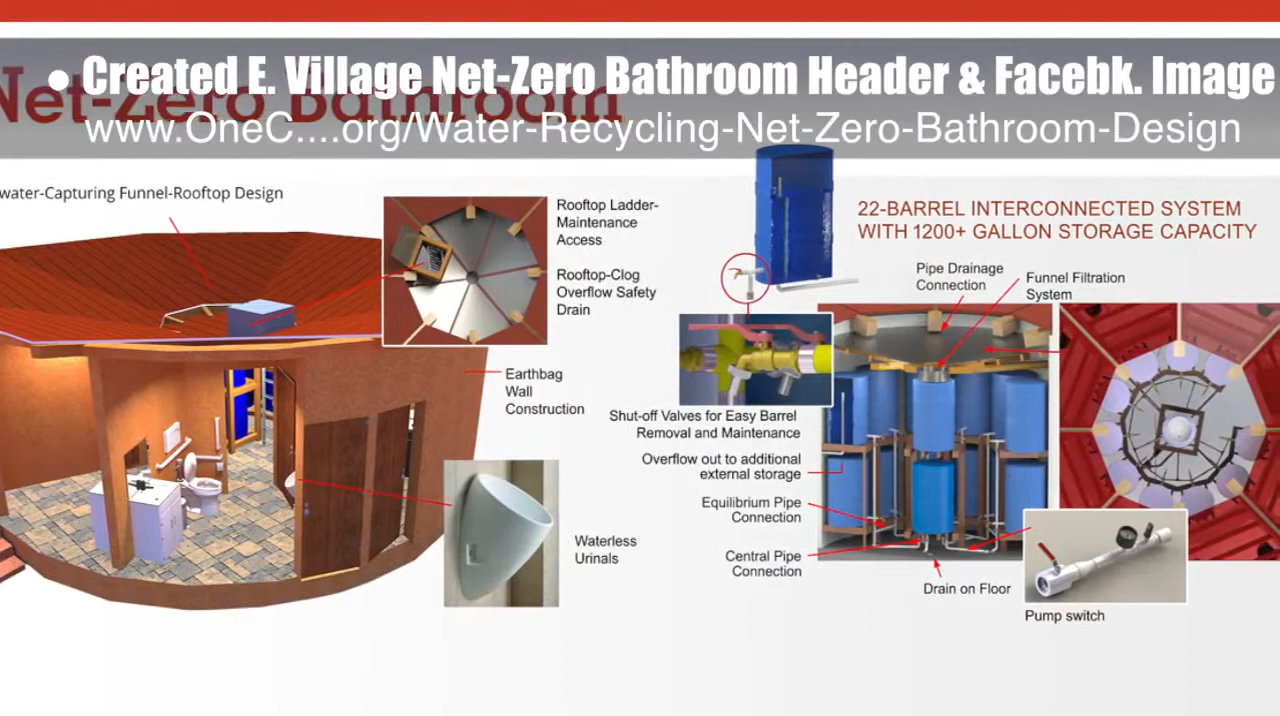 • Created E. Village Net-Zero Bathroom Header & Facebk. Image
www.OneC....org/Water-Recycling-Net-Zero-Bathroom-Design
Net-Zero Bathroom
water-Capturing Funnel-Rooftop Design
Rooftop Ladder-
Maintenance
Access
Rooftop-Clog
Overflow Safety
Drain
Earthbag
Wall
Construction
Waterless
Urinals
22-BARREL INTERCONNECTED SYSTEM
WITH 1200+ GALLON STORAGE CAPACITY
Pipe Drainage
Connection
Funnel Filtration
System
Shut-off Valves for Easy Barrel
Removal and Maintenance
Overflow out to additional
external storage
Equilibrium Pipe
Connection
Central Pipe
Connection
Drain on Floor
Pump switch